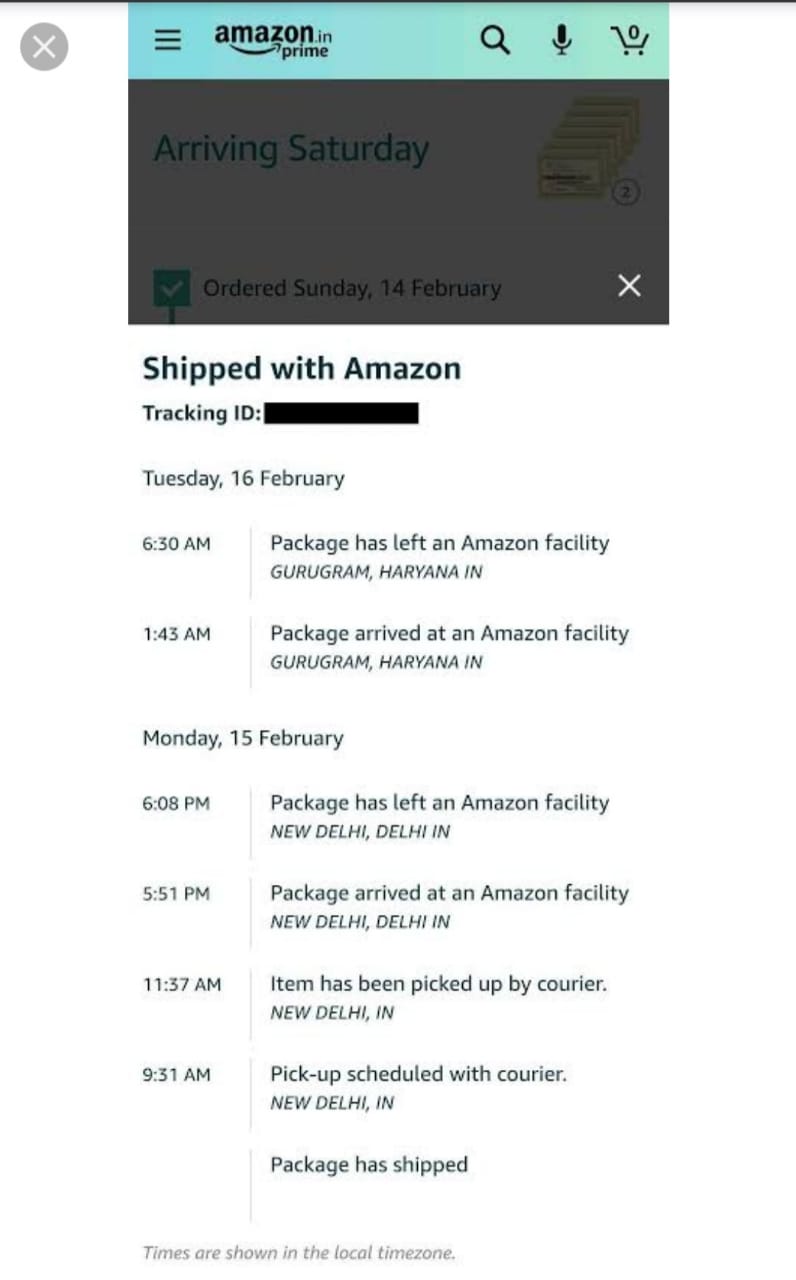 amazon.in
prime
0
Arriving Saturday
2
Ordered Sunday, 14 February
Shipped with Amazon
Tracking ID:
Tuesday, 16 February
6:30 AM Package has left an Amazon facility
GURUGRAM, HARYANA IN
1:43 AM Package arrived at an Amazon facility
GURUGRAM, HARYANA IN
Monday, 15 February
6:08 PM Package has left an Amazon facility
NEW DELHI, DELHI IN
5:51 PM Package arrived at an Amazon facility
NEW DELHI, DELHI IN
11:37 AM Item has been picked up by courier.
NEW DELHI, IN
9:31 AM Pick-up scheduled with courier.
NEW DELHI, IN
Package has shipped
Times are shown in the local timezone.